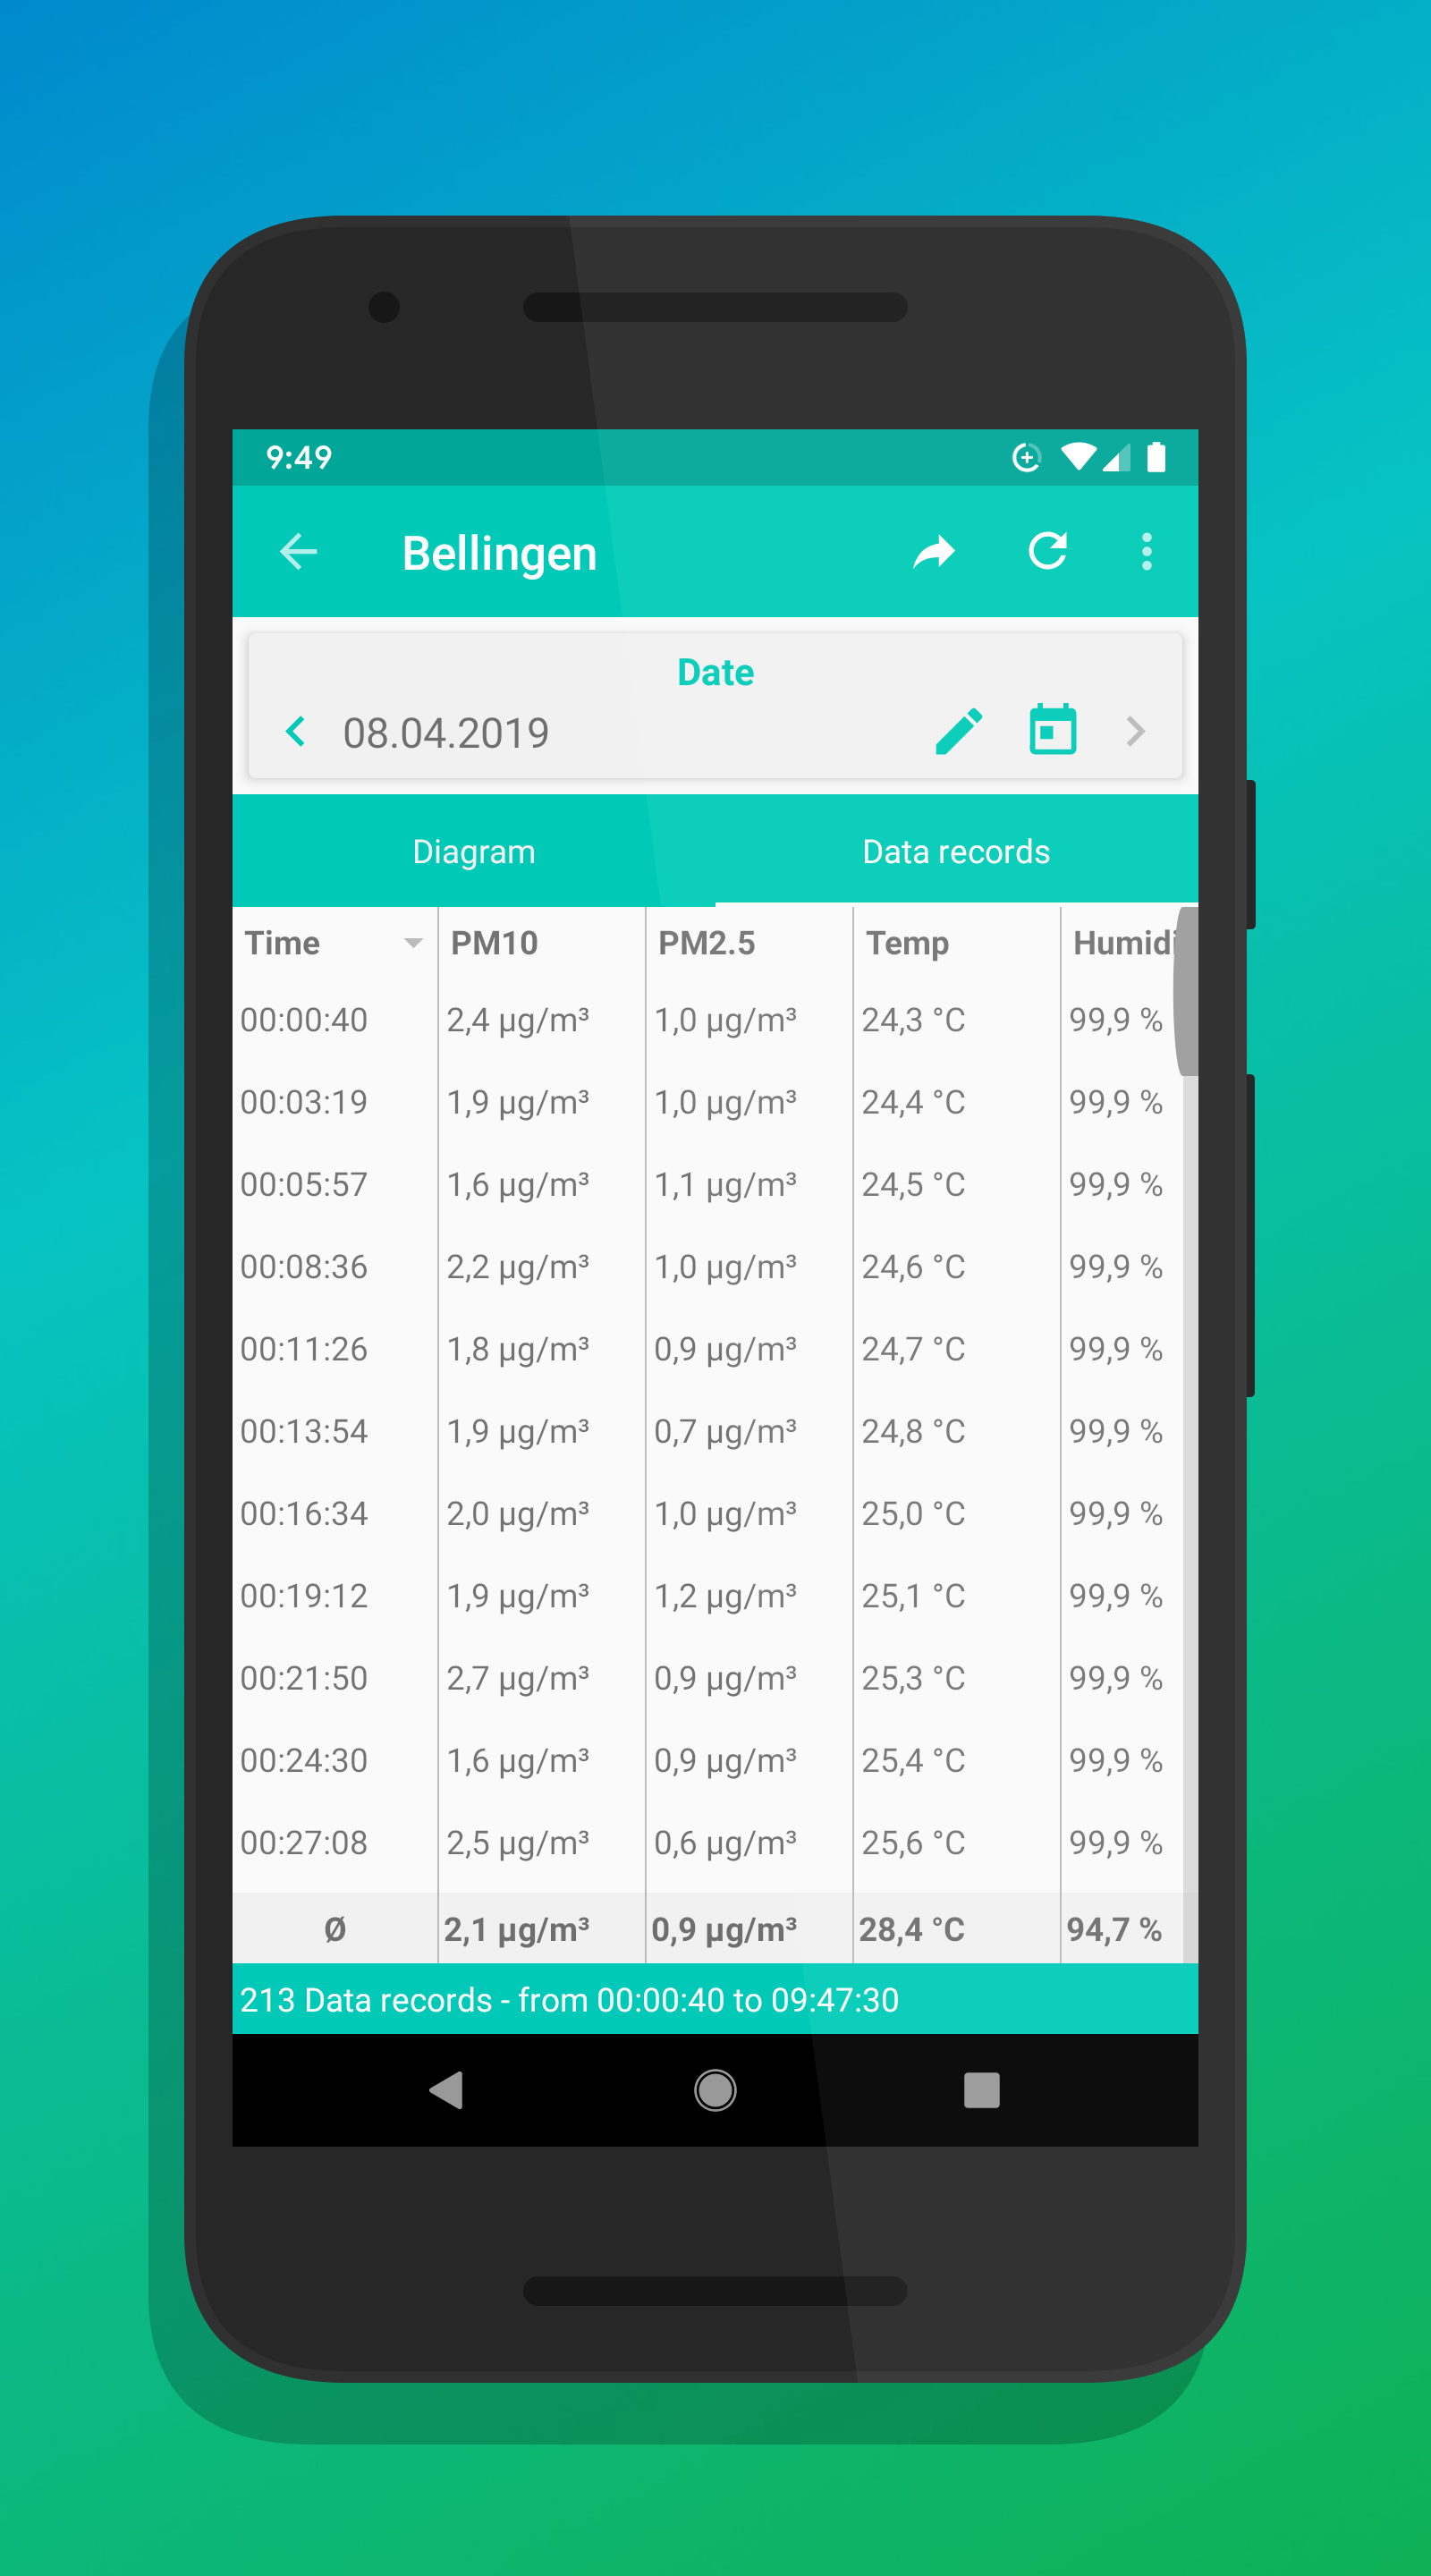 9:49
Bellingen
Date
08.04.2019
Diagram Data records
Time PM10 PM2.5 Temp Humidi
00:00:40 2,4 µg/m³ 1,0 µg/m³ 24,3 °C 99,9 %
00:03:19 1,9 µg/m³ 1,0 µg/m³ 24,4 °C 99,9 %
00:05:57 1,6 µg/m³ 1,1 µg/m³ 24,5 °C 99,9 %
00:08:36 2,2 µg/m³ 1,0 µg/m³ 24,6 °C 99,9 %
00:11:26 1,8 µg/m³ 0,9 µg/m³ 24,7 °C 99,9 %
00:13:54 1,9 µg/m³ 0,7 µg/m³ 24,8 °C 99,9 %
00:16:34 2,0 µg/m³ 1,0 µg/m³ 25,0 °C 99,9 %
00:19:12 1,9 µg/m³ 1,2 µg/m³ 25,1 °C 99,9 %
00:21:50 2,7 µg/m³ 0,9 µg/m³ 25,3 °C 99,9 %
00:24:30 1,6 µg/m³ 0,9 µg/m³ 25,4 °C 99,9 %
00:27:08 2,5 µg/m³ 0,6 µg/m³ 25,6 °C 99,9 %
Ø 2,1 µg/m³ 0,9 µg/m³ 28,4 °C 94,7 %
213 Data records - from 00:00:40 to 09:47:30